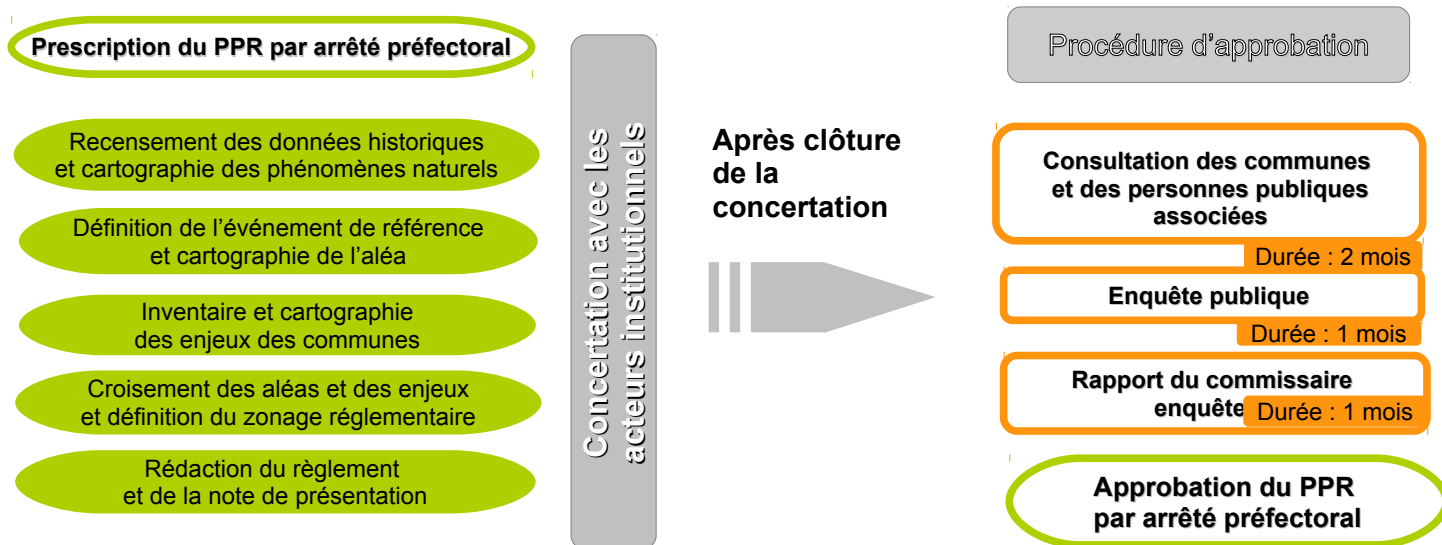 Prescription du PPR par arrêté préfectoral
Recensement des données historiques
et cartographie des phénomènes naturels
Définition de l'événement de référence
et cartographie de l'aléa
Inventaire et cartographie
des enjeux des communes
Croisement des aléas et des enjeux
et définition du zonage réglementaire
Rédaction du règlement
et de la note de présentation
Concertation avec les
acteurs institutionnels
Après clôture
de la
concertation
Procédure d'approbation
Consultation des communes
et des personnes publiques
associées
Durée : 2 mois
Enquête publique
Durée : 1 mois
Rapport du commissaire
enquête
Durée : 1 mois
Approbation du PPR
par arrêté préfectoral